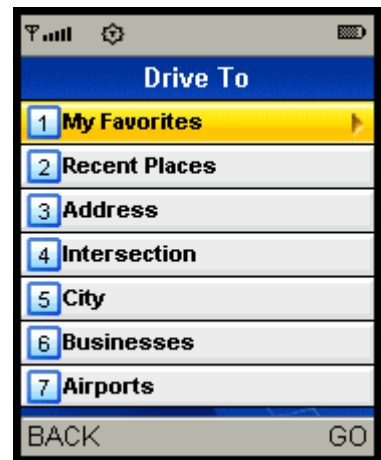 Drive To
1 My Favorites
2 Recent Places
3 Address
4 Intersection
5 City
6 Businesses
7 Airports
BACK GO